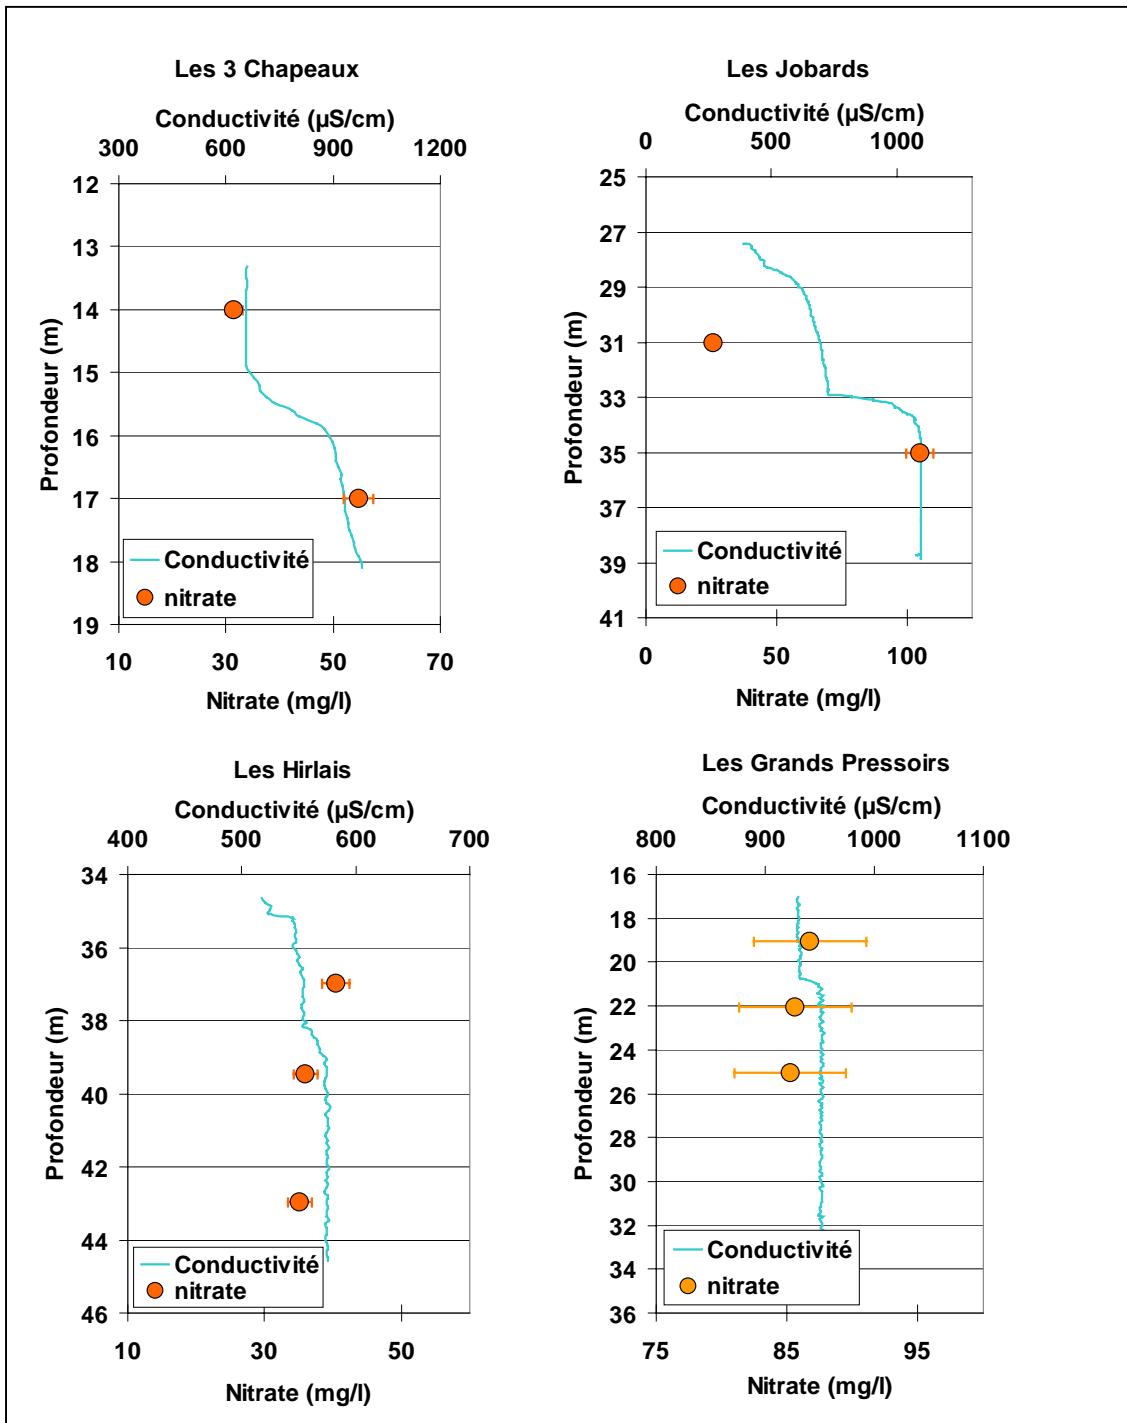 Les 3 Chapeaux
Conductivité (µS/cm)
300 600 900 1200
12
13
14
15
16
17
18
19
Profondeur (m)
Conductivité
nitrate
10 30 50 70
Nitrate (mg/l)
Les Jobards
Conductivité (µS/cm)
0 500 1000
25
27
29
31
33
35
37
39
41
Profondeur (m)
Conductivité
nitrate
0 50 100
Nitrate (mg/l)
Les Hirlais
Conductivité (µS/cm)
400 500 600 700
34
36
38
40
42
44
46
Profondeur (m)
Conductivité
nitrate
10 30 50
Nitrate (mg/l)
Les Grands Pressoirs
Conductivité (µS/cm)
800 900 1000 1100
16
18
20
22
24
26
28
30
32
34
36
Profondeur (m)
Conductivité
nitrate
75 85 95
Nitrate (mg/l)